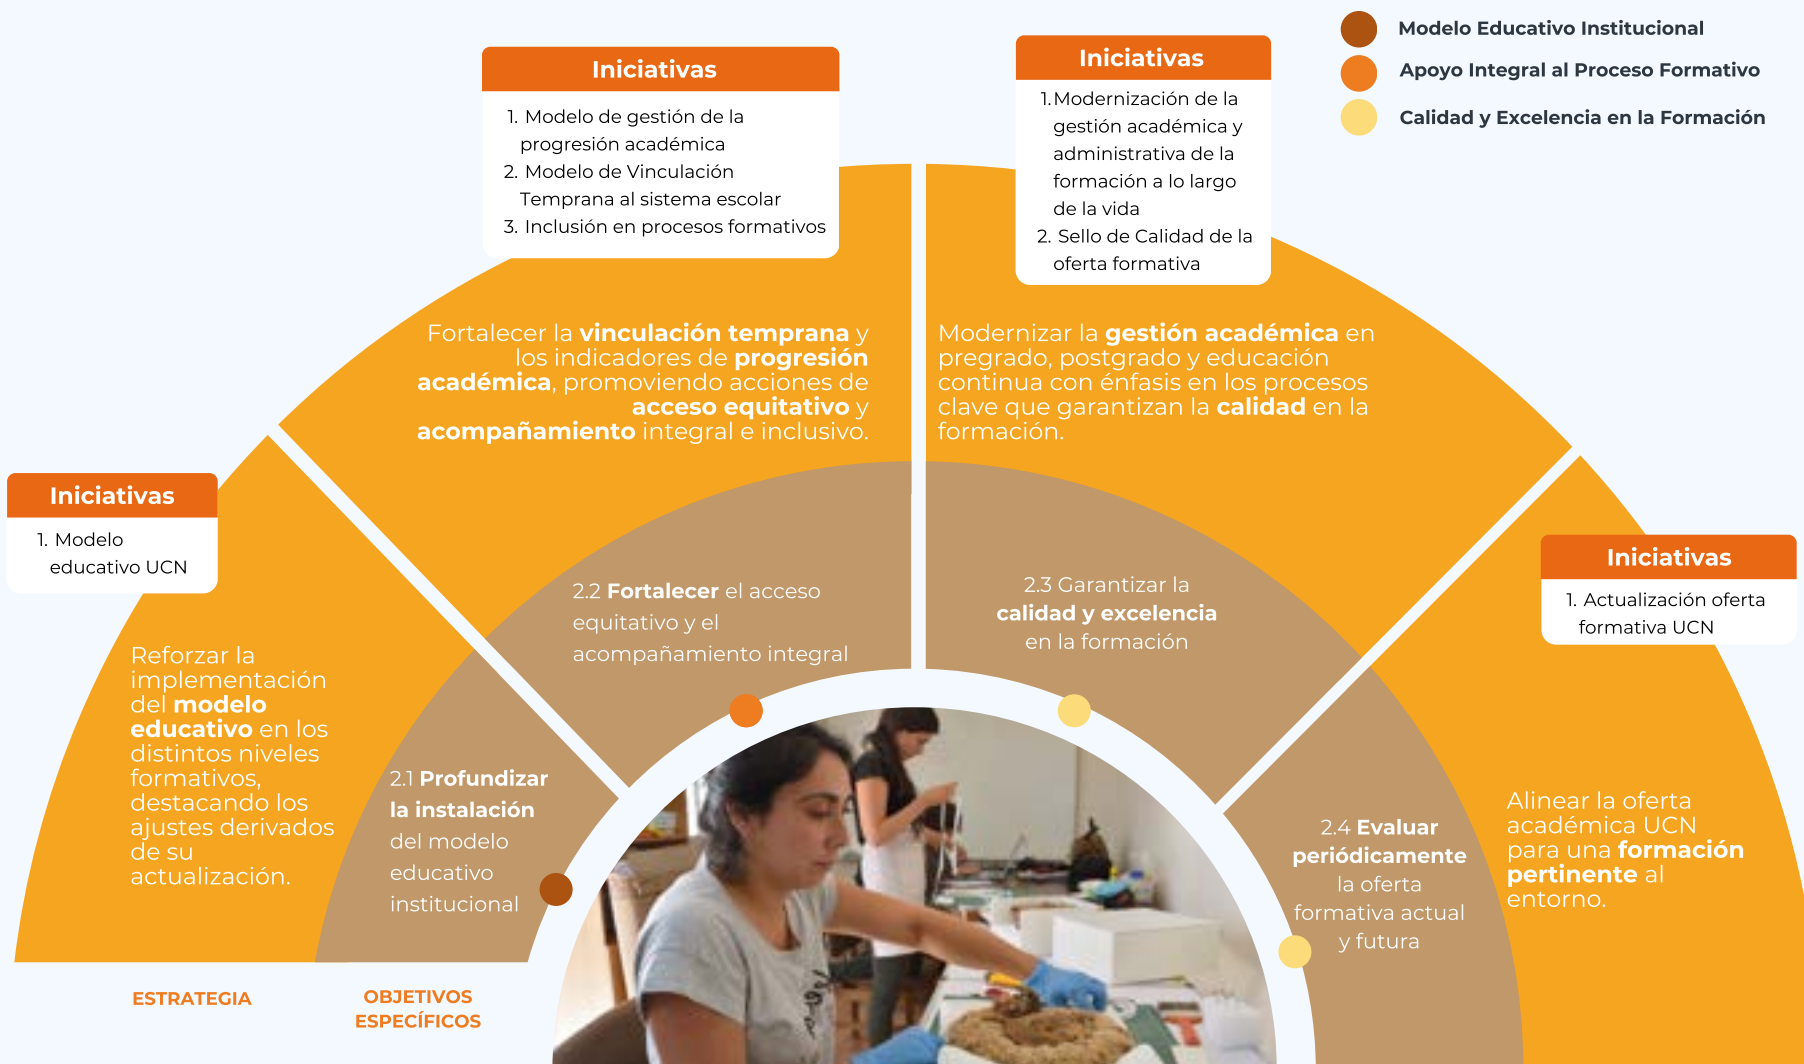 Modelo Educativo Institucional
Apoyo Integral al Proceso Formativo
Calidad y Excelencia en la Formación
Iniciativas
1. Modelo
educativo UCN
Reforzar la
implementación
del modelo
educativo en los
distintos niveles
formativos,
destacando los
ajustes derivados
de su
actualización.
2.1 Profundizar
la instalación
del modelo
educativo
institucional
Iniciativas
1. Modelo de gestión de la
progresión académica
2. Modelo de Vinculación
Temprana al sistema escolar
3. Inclusión en procesos formativos
Fortalecer la vinculación temprana y
los indicadores de progresión
académica, promoviendo acciones de
acceso equitativo y
acompañamiento integral e inclusivo.
2.2 Fortalecer el acceso
equitativo y el
acompañamiento integral
Iniciativas
1. Modernización de la
gestión académica y
administrativa de la
formación a lo largo
de la vida
2. Sello de Calidad de la
oferta formativa
Modernizar la gestión académica en
pregrado, postgrado y educación
continua con énfasis en los procesos
clave que garantizan la calidad en la
formación.
2.3 Garantizar la
calidad y excelencia
en la formación
Iniciativas
1. Actualización oferta
formativa UCN
Alinear la oferta
académica UCN
para una formación
pertinente al
entorno.
2.4 Evaluar
periódicamente
la oferta
formativa actual
y futura
ESTRATEGIA
OBJETIVOS
ESPECÍFICOS